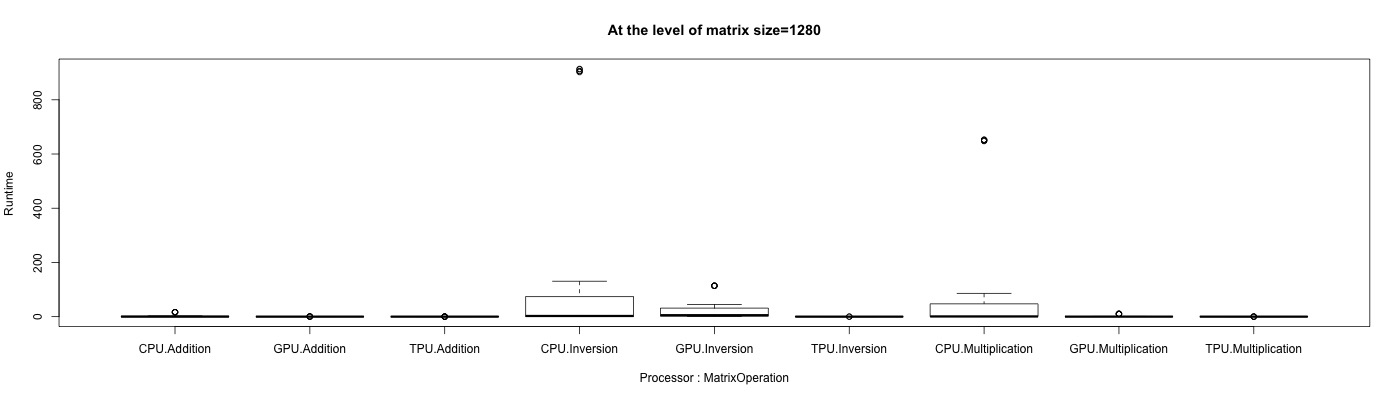 At the level of matrix size=1280
Runtime
800
600
400
200
0
CPU.Addition GPU.Addition TPU.Addition CPU.Inversion GPU.Inversion TPU.Inversion CPU.Multiplication GPU.Multiplication TPU.Multiplication
Processor : MatrixOperation